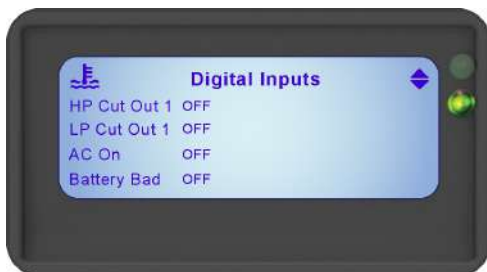 Digital Inputs
HP Cut Out 1 OFF
LP Cut Out 1 OFF
AC On OFF
Battery Bad OFF